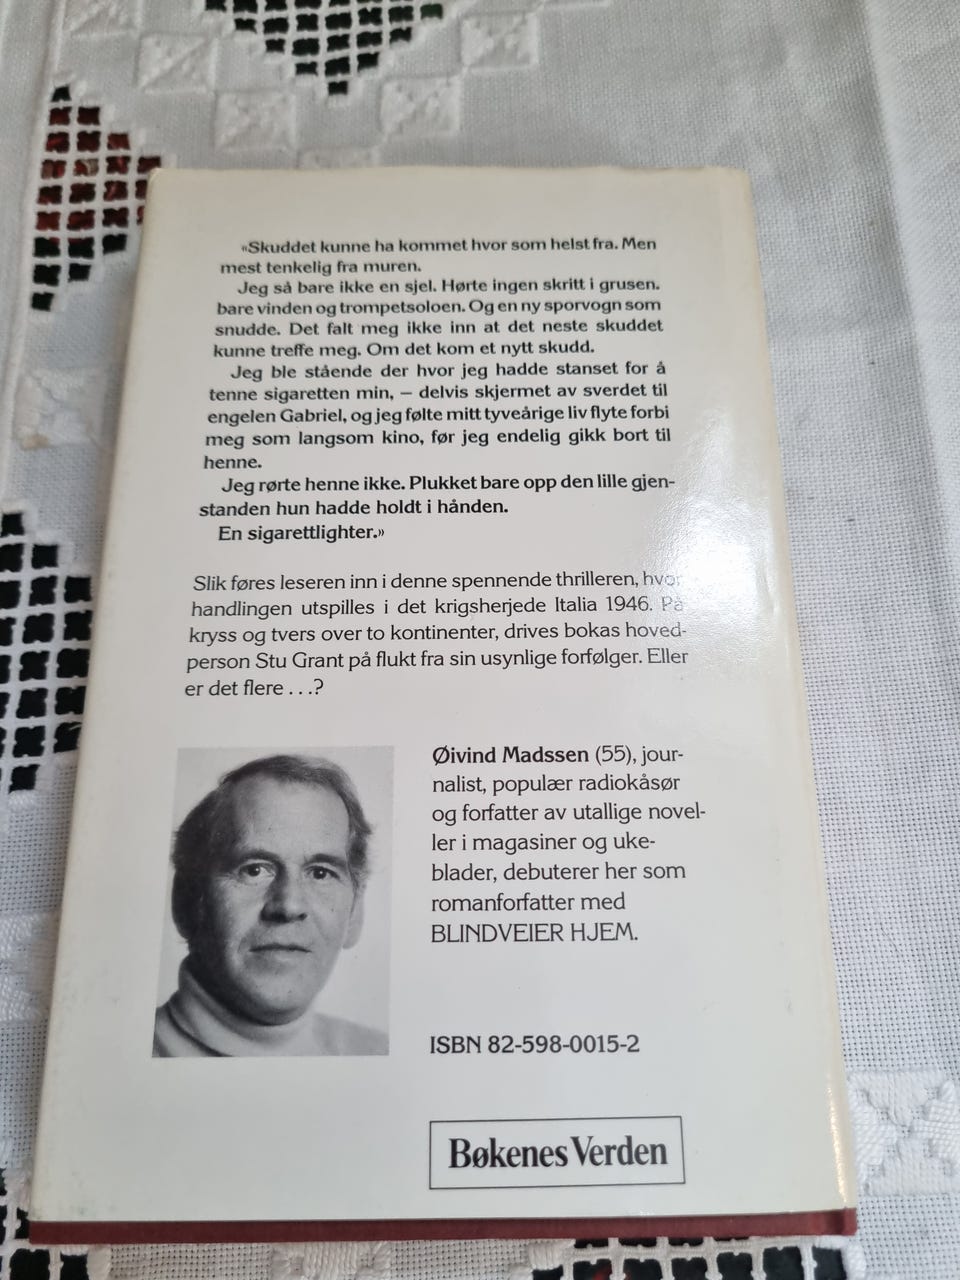 «Skuddet kunne ha kommet hvor som helst fra. Men
mest tenkelig fra muren.
Jeg så bare ikke en sjel. Hørte ingen skritt i grusen.
bare vinden og trompetsoloen. Og en ny sporvogn som
snudde. Det falt meg ikke inn at det neste skuddet
kunne treffe meg. Om det kom et nytt skudd.
Jeg ble stående der hvor jeg hadde stanset for å
tenne sigaretten min, — delvis skjermet av sverdet til
engelen Gabriel, og jeg følte mitt tyveårige liv flyte forbi
meg som langsom kino, før jeg endelig gikk bort til
henne.
Jeg rørte henne ikke. Plukket bare opp den lille gjen-
standen hun hadde holdt i hånden.
En sigarettlighter.»
Slik føres leseren inn i denne spennende thrilleren, hvor
handlingen utspilles i det krigsherjede Italia 1946. På
kryss og tvers over to kontinenter, drives bokas hoved-
person Stu Grant på flukt fra sin usynlige forfølger. Eller
er det flere . . .?
Øivind Madssen (55), jour-
nalist, populær radiokåsør
og forfatter av utallige novel-
ler i magasiner og uke-
blader, debuterer her som
romanforfatter med
BLINDVEIER HJEM.
ISBN 82-598-0015-2
Bøkenes Verden